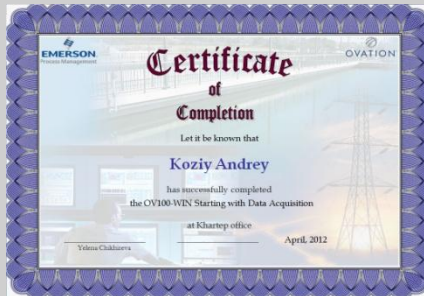 EMERSON
Process Management
OVATION
Certificate
of
Completion
Let it be known that
Koziy Andrey
has successfully completed
the OV100-WIN Starting with Data Acquisition
at Khartep office
April, 2012
Yelena Chikhizova